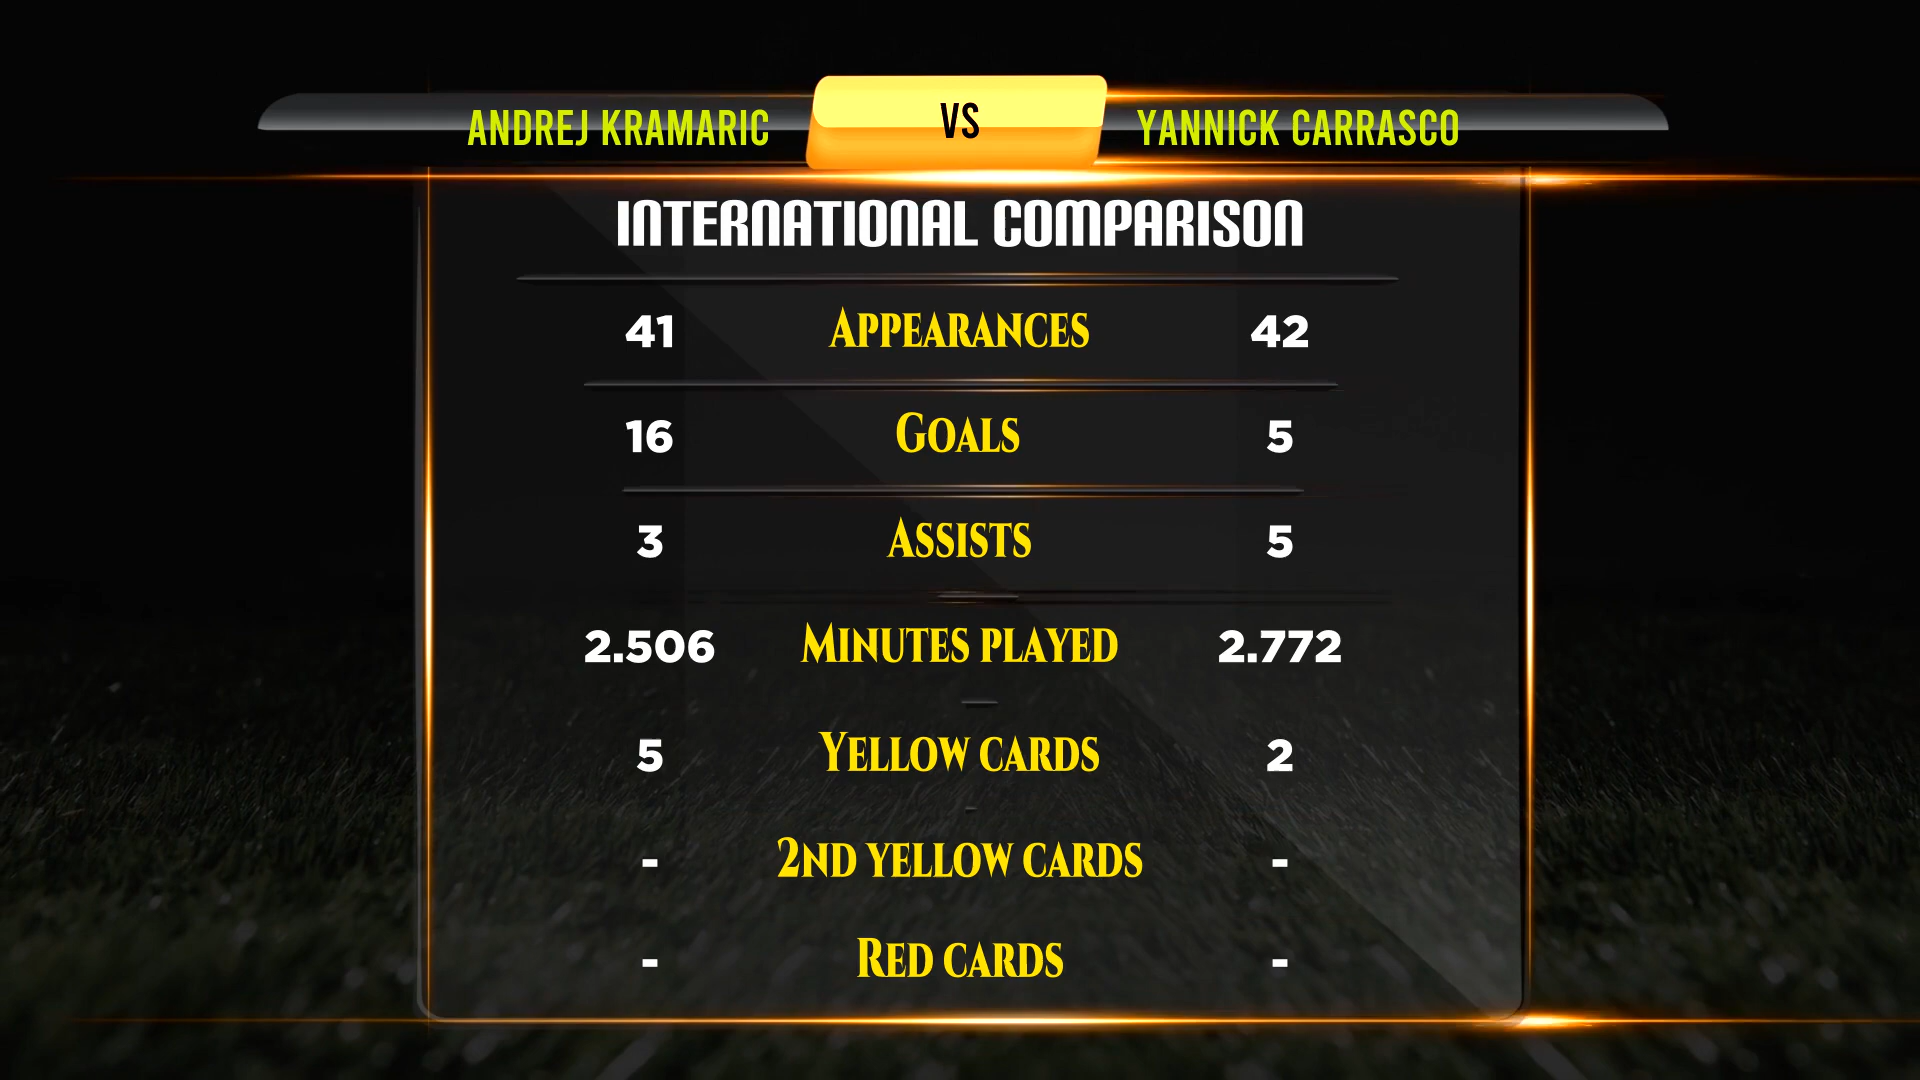 ANDREJ KRAMARIC VS YANNICK CARRASCO
INTERNATIONAL COMPARISON
41 APPEARANCES 42
16 GOALS 5
3 ASSISTS 5
2.506 MINUTES PLAYED 2.772
5 YELLOW CARDS 2
- 2ND YELLOW CARDS -
- RED CARDS -